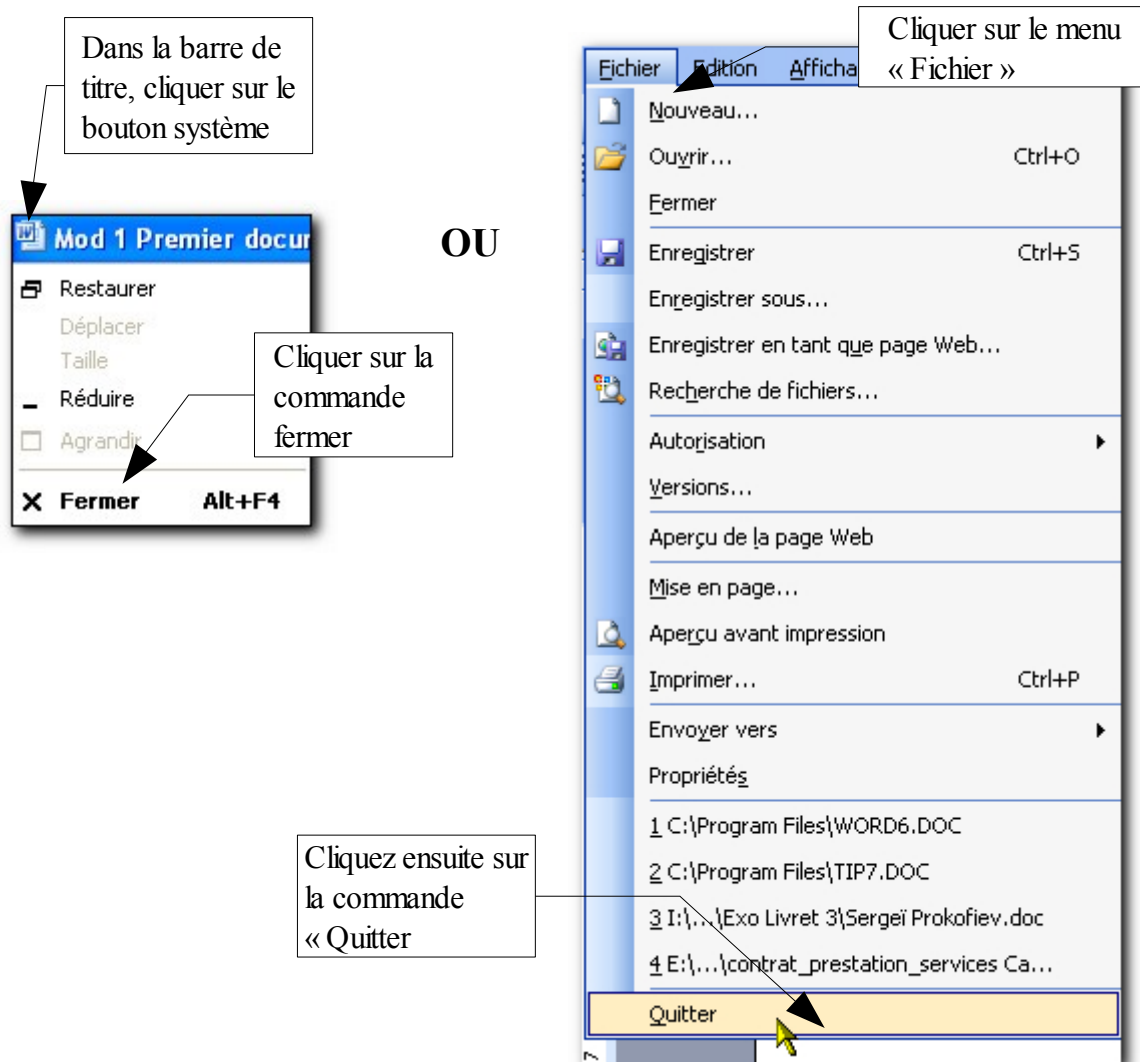 Dans la barre de
titre, cliquer sur le
bouton système
Mod 1 Premier docur
Restaurer
Déplacer
Taille
Réduire
Agrandir
Fermer Alt+F4
Cliquer sur la
commande
fermer
OU
Cliquer sur le menu
« Fichier »
Fichier Edition Afficha
Nouveau...
Ouvrir... Ctrl+O
Fermer
Enregistrer Ctrl+S
Enregistrer sous...
Enregistrer en tant que page Web...
Recherche de fichiers...
Autorisation
Versions...
Aperçu de la page Web
Mise en page...
Aperçu avant impression
Imprimer... Ctrl+P
Envoyer vers
Propriétés
1 C:\Program Files\WORD6.DOC
2 C:\Program Files\TIP7.DOC
3 I:\...\Exo Livret 3\Sergeï Prokofiev.doc
4 E:\...\contrat_prestation_services Ca...
Quitter
Cliquez ensuite sur
la commande
« Quitter